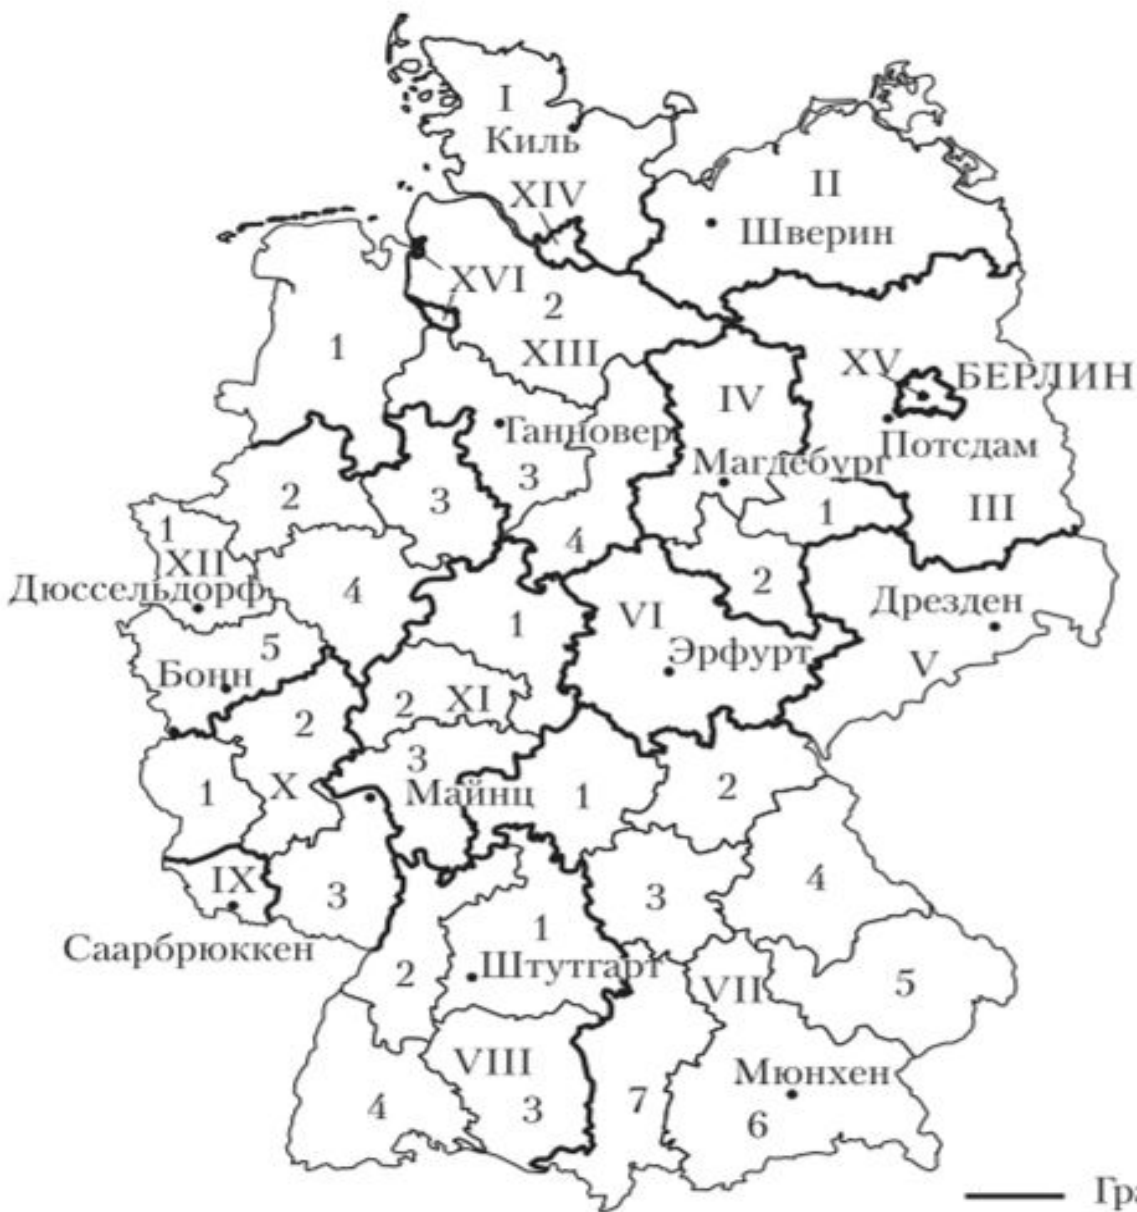 I
Киль
XIV
II
Шверин
XVI
2
1
XIII
XV
БЕРЛИН
IV
Ганновер
Потсдам
Магдебург
2
3
3
1
III
1
XII
4
2
Дюссельдорф
4
Дрезден
1
VI
5
Эрфурт
V
Бонн
2
2
XI
3
1
X
Майнц
1
2
IX
3
3
4
1
Саарбрюккен
2
Штутгарт
VII
5
VIII
Мюнхен
4
3
7
6
Гра